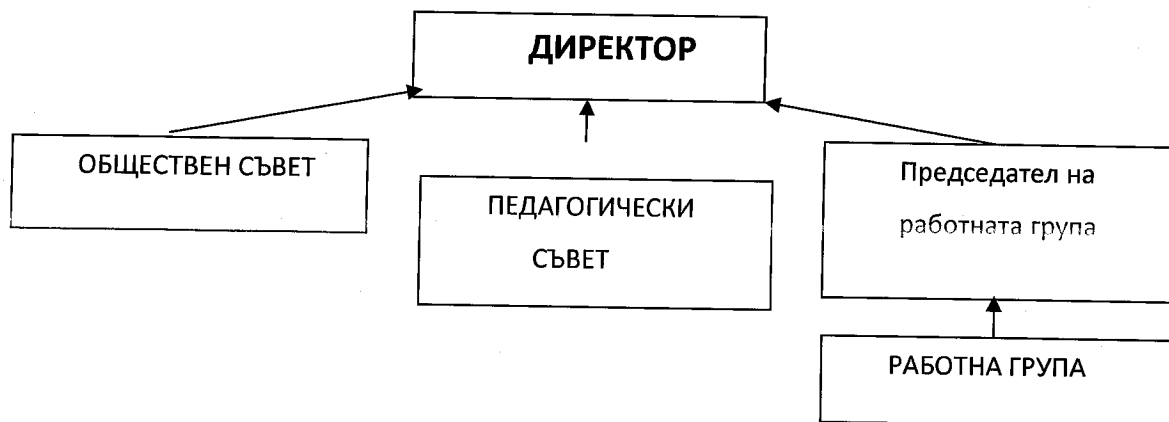 ДИРЕКТОР
ОБЩЕСТВЕН СЪВЕТ
ПЕДАГОГИЧЕСКИ
СЪВЕТ
Председател на
работната група
РАБОТНА ГРУПА